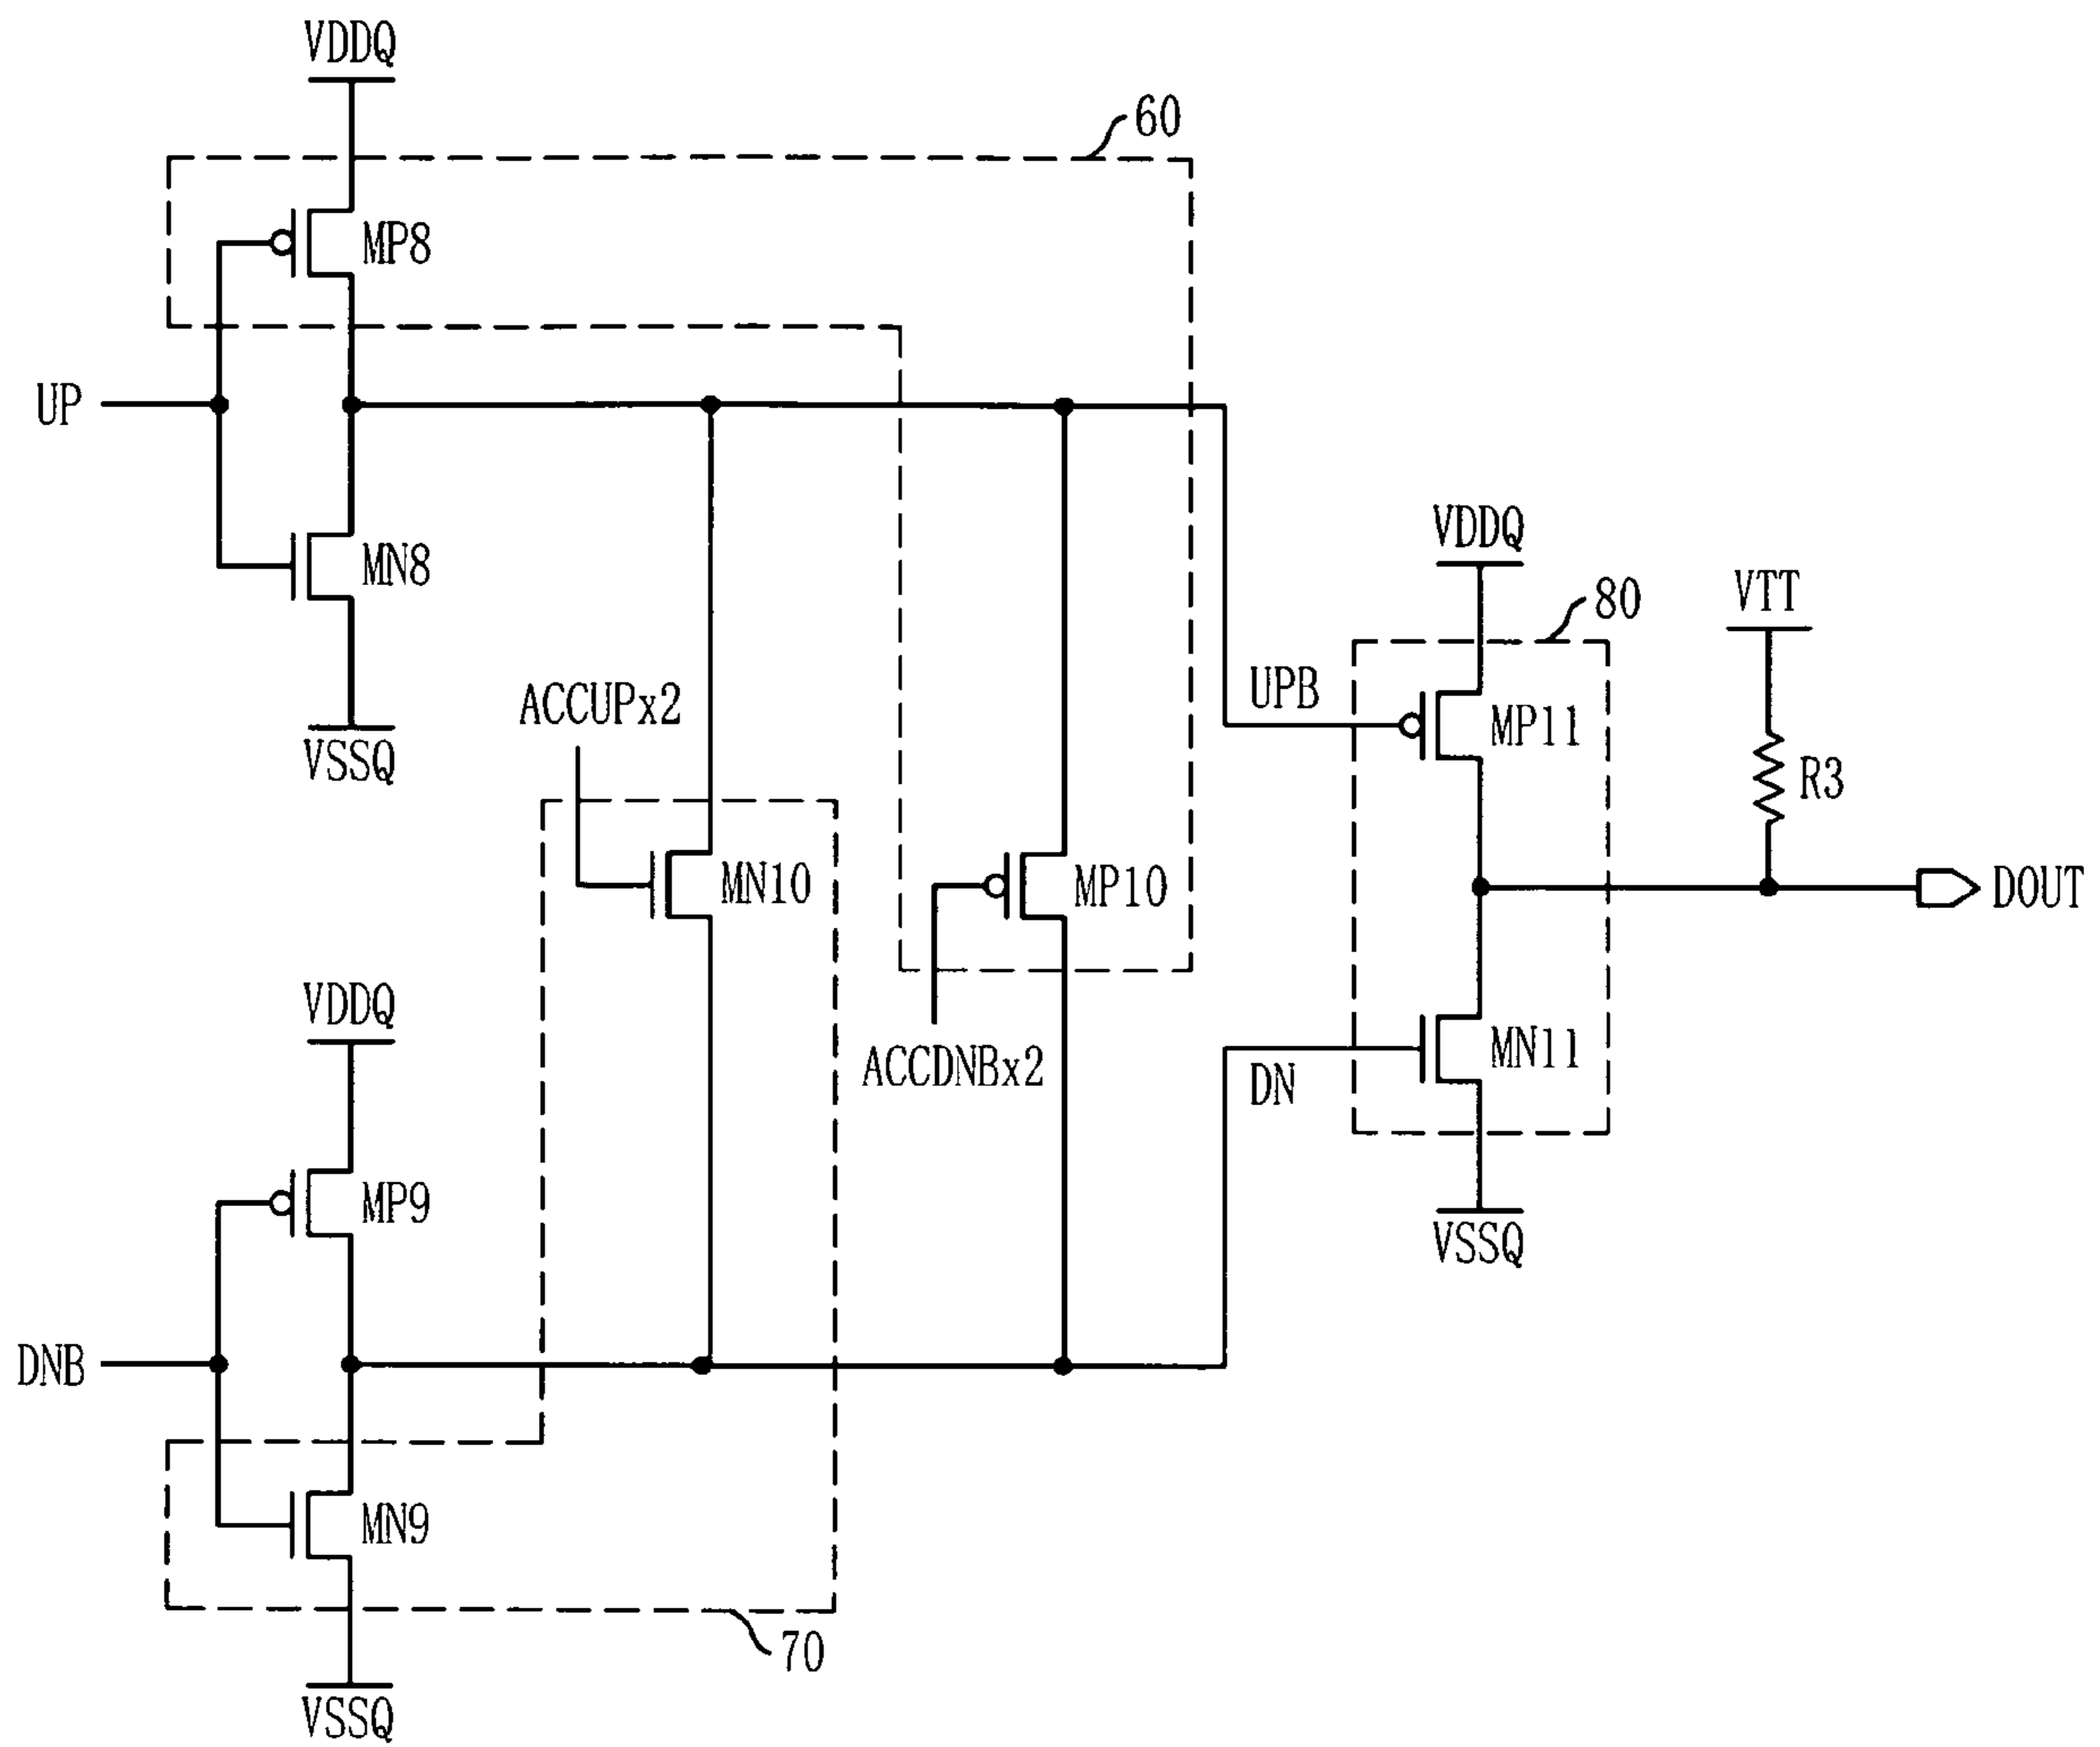 VDDQ
60
MP8
UP
MN8
VSSQ
ACCUPx2
MN10
MP10
ACCDNBx2
VDDQ
80
VTT
UPB
MP11
R3
DOUT
DN
MN11
VSSQ
VDDQ
MP9
DNB
MN9
70
VSSQ